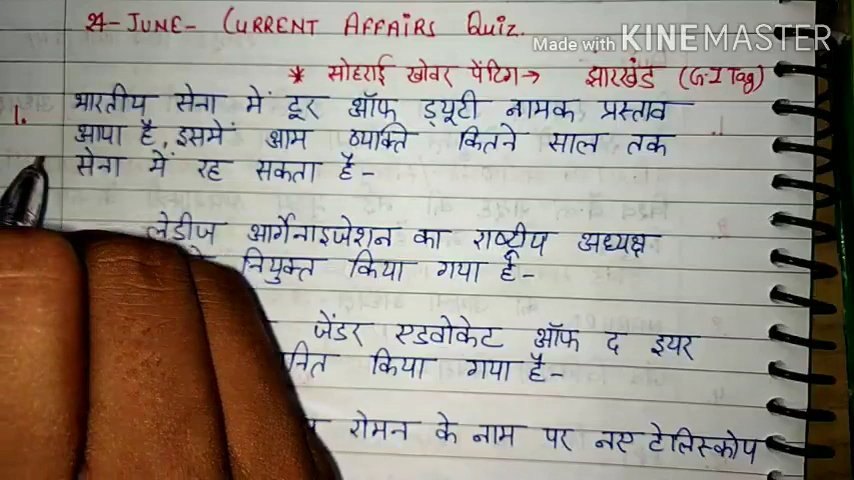 24-JUNE- CURRENT AFFAIRS QUIZ.
Made with KINEMASTER
* सोहराई खोवर पेंटिंग→ झारखंड (G-I Tag)
1. भारतीय सेना में टूर ऑफ ड्यूटी नामक प्रस्ताव
आया है, इसमें आम व्यक्ति कितने साल तक
सेना में रह सकता है-
लेडीज आर्गेनाइजेशन का राष्ट्रीय अध्यक्ष
नियुक्त किया गया है-
जेंडर एडवोकेट ऑफ द इयर
किया गया है-
रोमन के नाम पर नए टेलिस्कोप